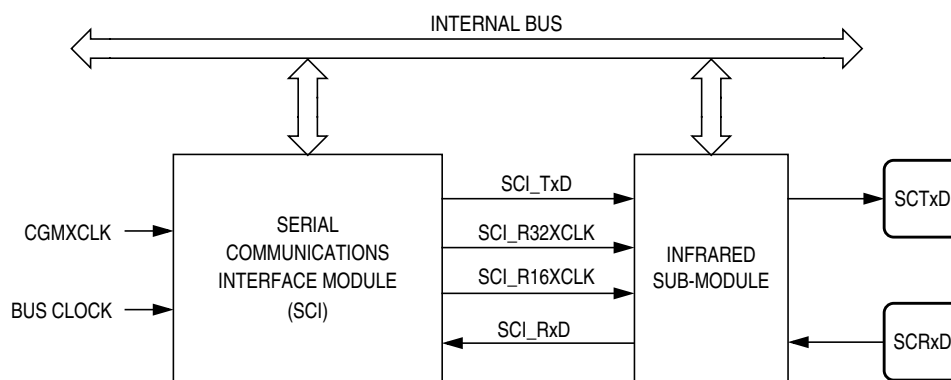 INTERNAL BUS
SCI_TxD
SCTxD
CGMXCLK
SERIAL
COMMUNICATIONS
INTERFACE MODULE
(SCI)
SCI_R32XCLK
INFRARED
SUB-MODULE
SCI_R16XCLK
BUS CLOCK
SCI_RxD
SCRxD